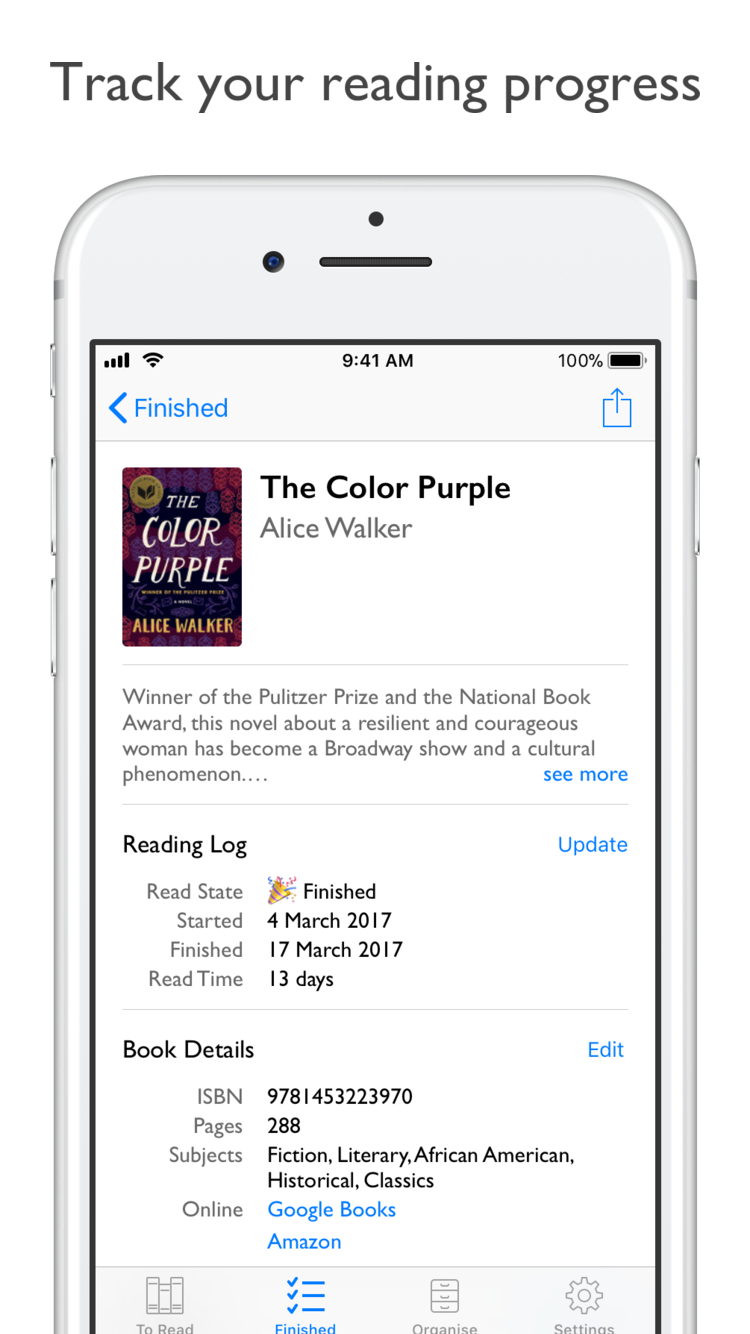 Track your reading progress
9:41 AM
100%
Finished
THE
COLOR
PURPLE
WINNER OF THE PULITZER PRIZE
A NOVEL
ALICE WALKER
The Color Purple
Alice Walker
Winner of the Pulitzer Prize and the National Book
Award, this novel about a resilient and courageous
woman has become a Broadway show and a cultural
phenomenon.…
see more
Reading Log
Update
Read State 🎉 Finished
Started 4 March 2017
Finished 17 March 2017
Read Time 13 days
Book Details
Edit
ISBN 9781453223970
Pages 288
Subjects Fiction, Literary, African American,
Historical, Classics
Online Google Books
Amazon
To Read
Finished
Organise
Settings